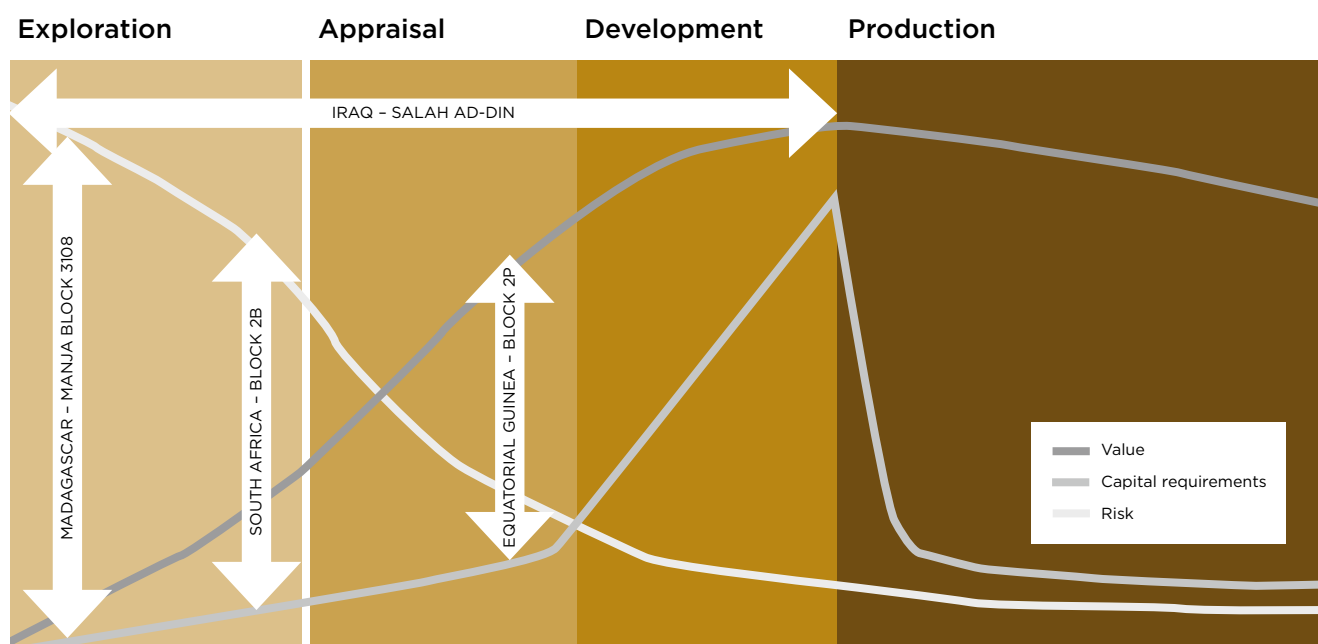 Exploration
Appraisal
Development
Production
IRAQ – SALAH AD-DIN
MADAGASCAR – MANJA BLOCK 3108
SOUTH AFRICA – BLOCK 2B
EQUATORIAL GUINEA – BLOCK 2P
Value
Capital requirements
Risk